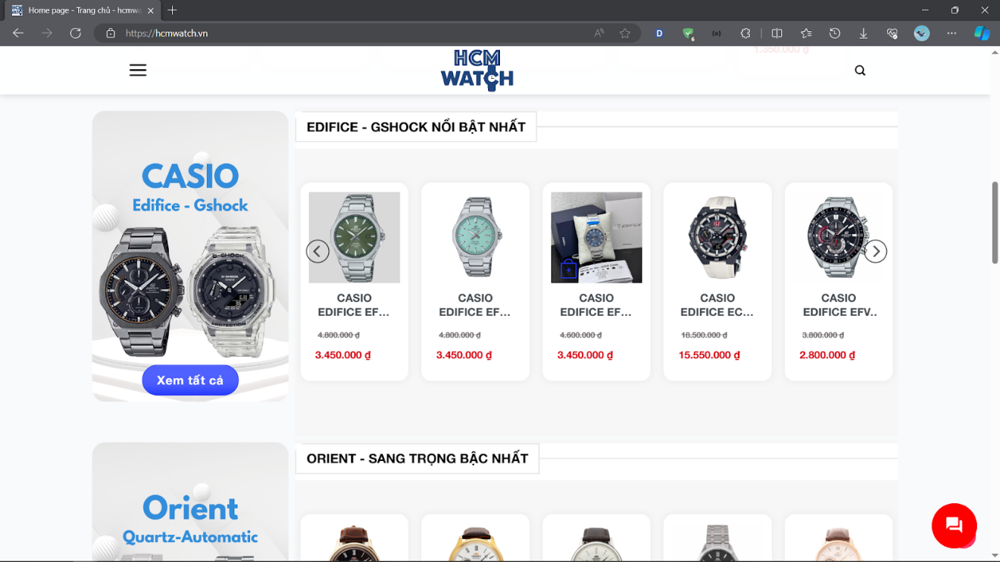 Home page - Trang chủ - hcmwa
https://hcmwatch.vn
6
1.350.000 ₫
HCM
WATCH
CASIO
Edifice - Gshock
G-SHOCK
PROTECTION
Xem tất cả
EDIFICE - GSHOCK NỔI BẬT NHẤT
EDIFICE
CASIO
EDIFICE EF...
4.800.000 ₫
3.450.000 ₫
CASIO
EDIFICE EF...
4.800.000 ₫
3.450.000 ₫
CASIO
EDIFICE EF...
4.600.000 ₫
3.450.000 ₫
CASIO
EDIFICE EC...
18.500.000 ₫
15.550.000 ₫
CASIO
EDIFICE EFV..
3.800.000 ₫
2.800.000 ₫
Orient
Quartz-Automatic
ORIENT - SANG TRỌNG BẬC NHẤT